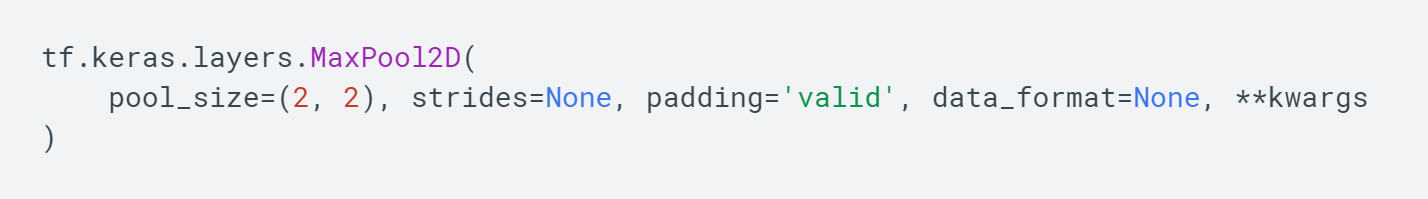 tf.keras.layers.MaxPool2D(
    pool_size=(2, 2), strides=None, padding='valid', data_format=None, **kwargs
)